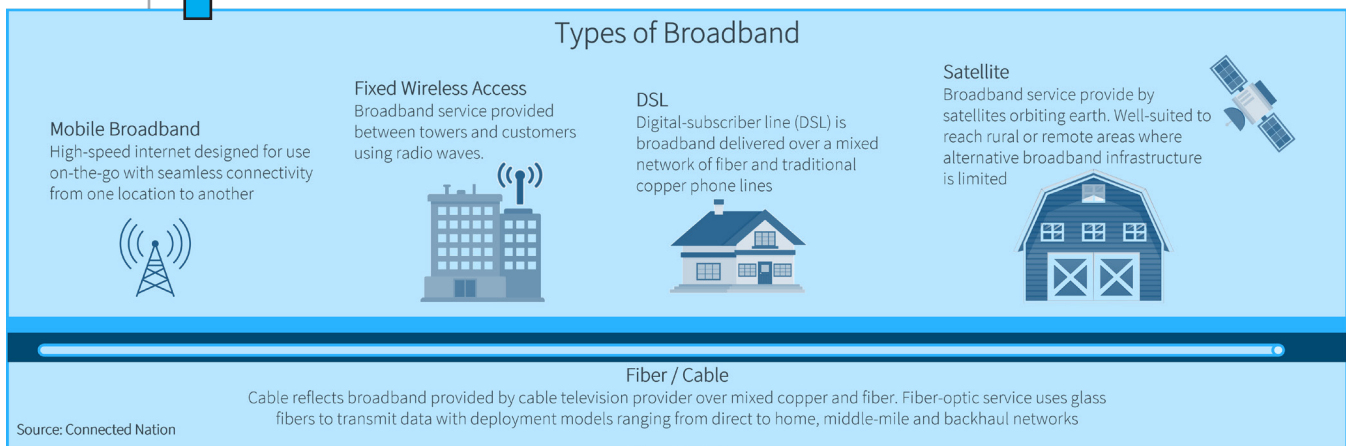 Types of Broadband
Mobile Broadband
High-speed internet designed for use
on-the-go with seamless connectivity
from one location to another
Fixed Wireless Access
Broadband service provided
between towers and customers
using radio waves.
DSL
Digital-subscriber line (DSL) is
broadband delivered over a mixed
network of fiber and traditional
copper phone lines
Satellite
Broadband service provide by
satellites orbiting earth. Well-suited to
reach rural or remote areas where
alternative broadband infrastructure
is limited
Fiber / Cable
Cable reflects broadband provided by cable television provider over mixed copper and fiber. Fiber-optic service uses glass
fibers to transmit data with deployment models ranging from direct to home, middle-mile and backhaul networks
Source: Connected Nation